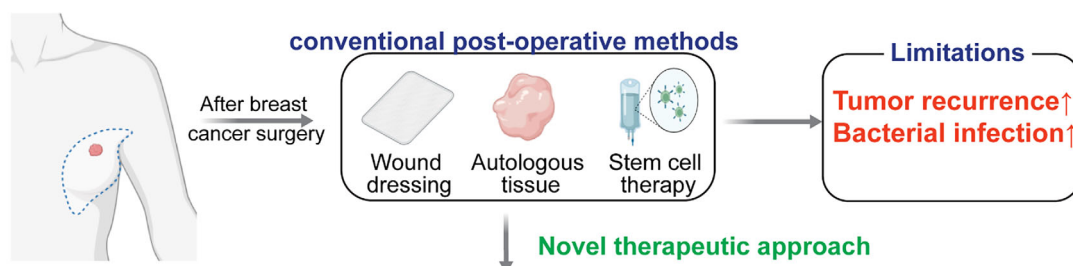 conventional post-operative methods
Limitations
After breast
cancer surgery
Wound
dressing
Autologous
tissue
Stem cell
therapy
Tumor recurrence↑
Bacterial infection↑
Novel therapeutic approach